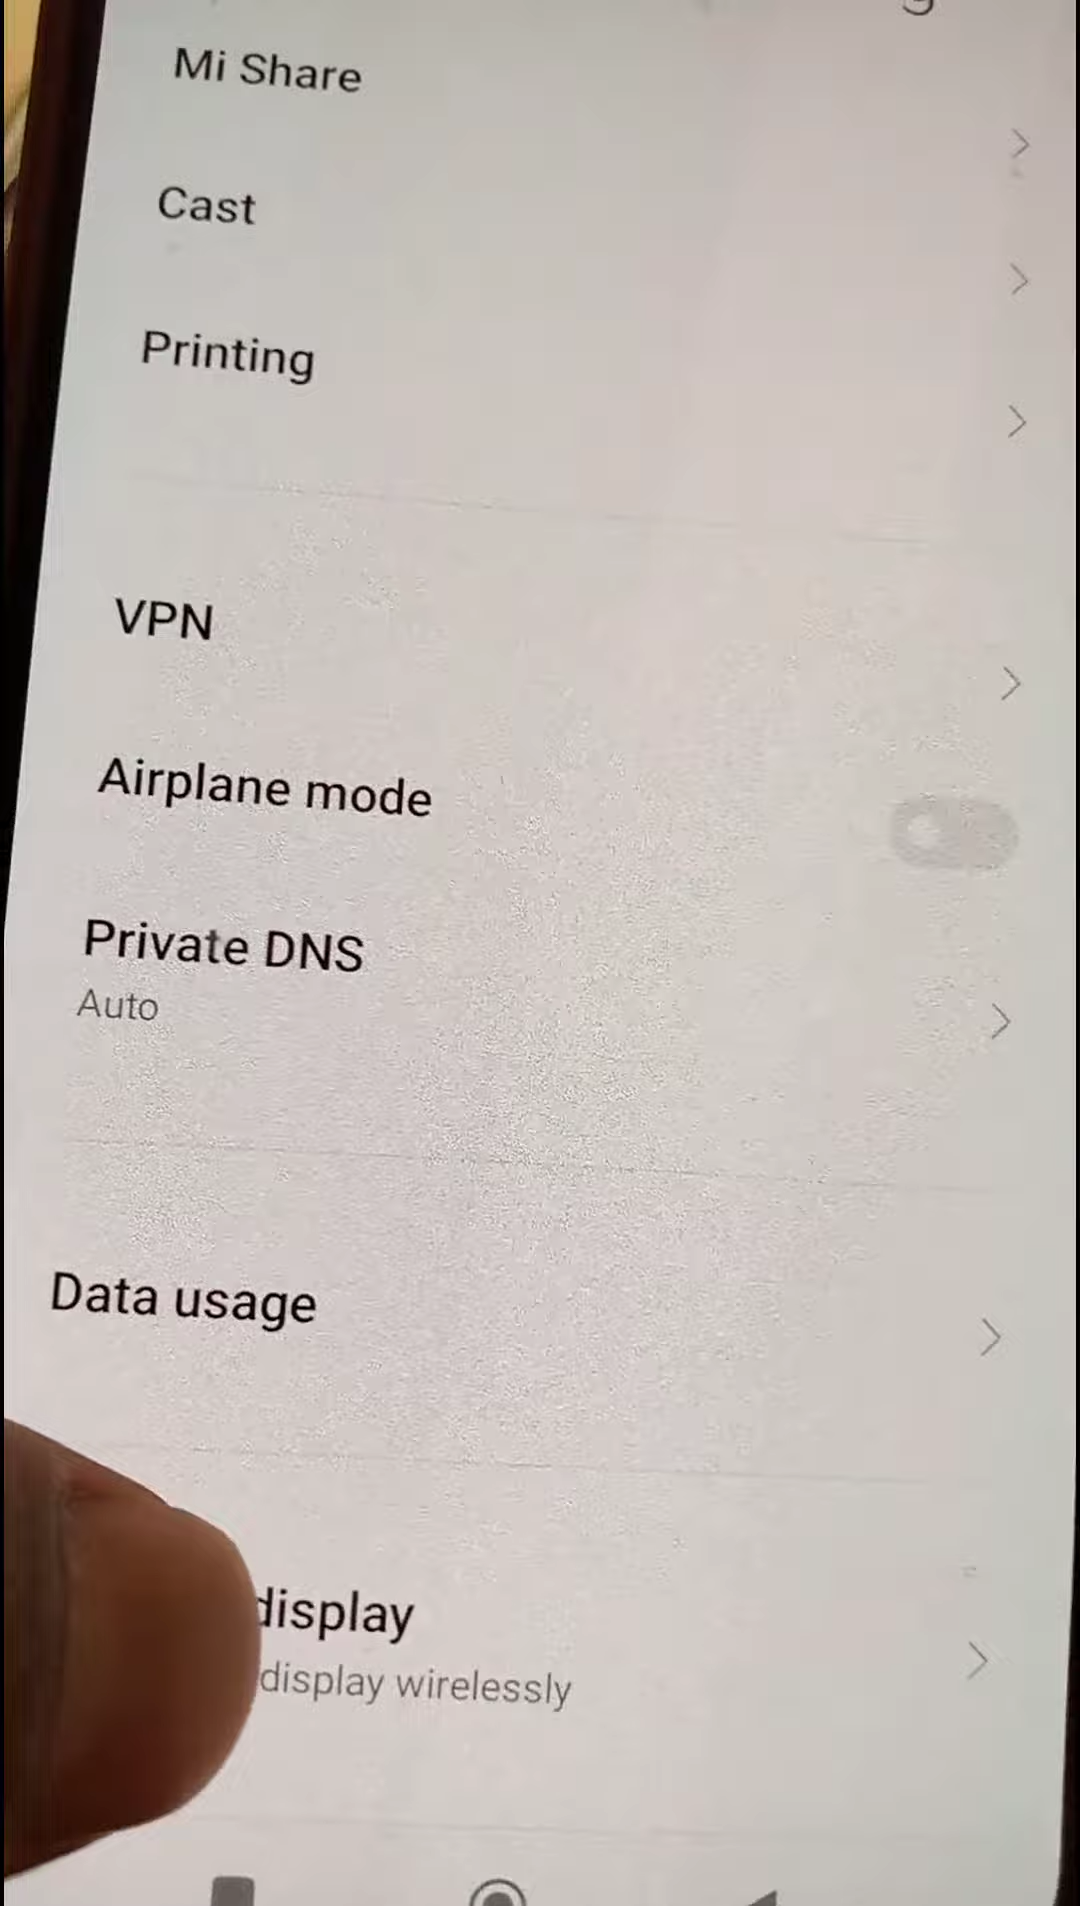 Mi Share
Cast
Printing
VPN
Airplane mode
Private DNS
Auto
Data usage
display
display wirelessly